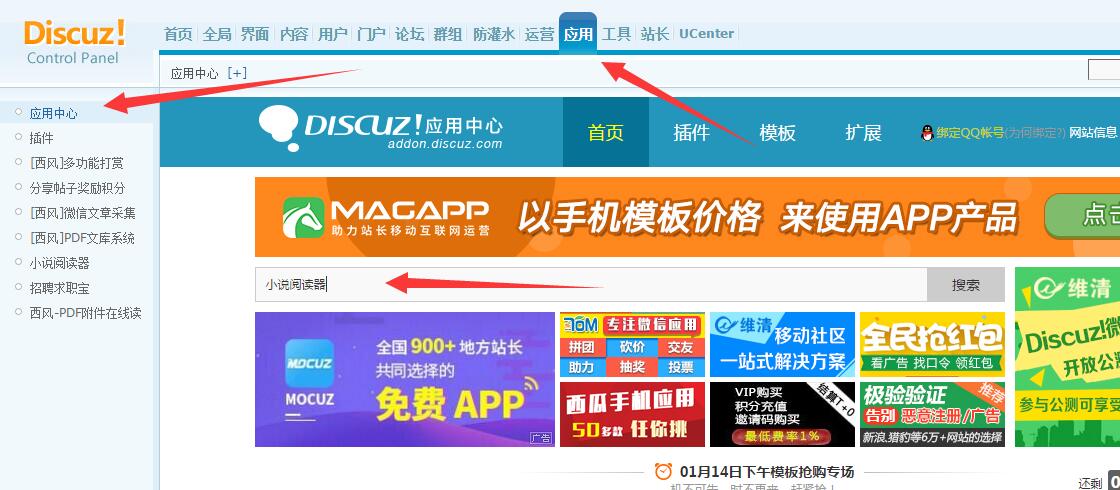 Discuz!
Control Panel
首页 全局 界面 内容 用户 门户 论坛 群组 防灌水 运营 应用 工具 站长 UCenter
应用中心 [+]
应用中心
插件
[西风]多功能打赏
分享帖子奖励积分
[西风]微信文章采集
[西风]PDF文库系统
小说阅读器
招聘求职宝
西风-PDF附件在线读
DISCUZ! 应用中心
addon.discuz.com
首页 插件 模板 扩展 绑定QQ帐号(为何绑定?) 网站信息
MAGAPP
助力站长移动互联网运营
以手机模板价格 来使用APP产品
小说阅读器
搜索
MOCUZ
MOCUZ
全国900+地方站长
共同选择的
免费 APP
广告
专注微信应用
拼团 砍价 交友
助力 抽奖 投票
维清
移动社区
一站式解决方案
全民抢红包
看广告 找口令 领红包
西瓜手机应用
50多款 任你挑
VIP购买
积分充值
邀请码购买
最低费率1%
结算T+0
极验验证
推荐
告别 恶意注册/广告
新浪.猎豹等6万+网站的选择
维清
Discuz!微
开放公
参与公测可享受
01月14日下午模板抢购专场
还剩